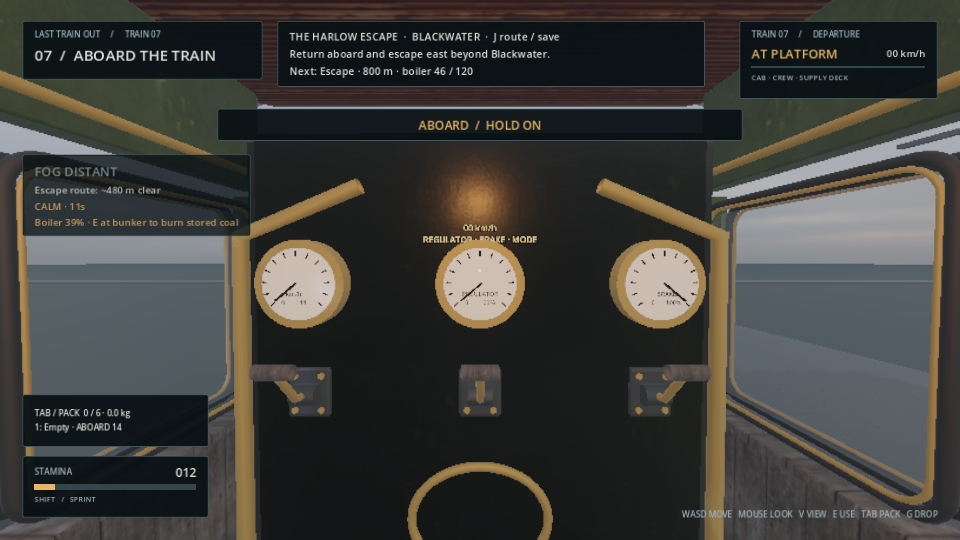 LAST TRAIN OUT / TRAIN 07
07 / ABOARD THE TRAIN
THE HARLOW ESCAPE · BLACKWATER · J route / save
Return aboard and escape east beyond Blackwater.
Next: Escape · 800 m · boiler 46 / 120
TRAIN 07 / DEPARTURE
AT PLATFORM 00 km/h
CAB · CREW · SUPPLY DECK
ABOARD / HOLD ON
FOG DISTANT
Escape route: ~480 m clear
CALM · 11s
Boiler 39% · E at bunker to burn stored coal
00 km/h
REGULATOR · BRAKE · MODE
km/h
REGULATOR
BRAKE
0 100%
TAB / PACK 0 / 6 · 0.0 kg
1: Empty · ABOARD 14
STAMINA 012
SHIFT / SPRINT
WASD MOVE MOUSE LOOK V VIEW E USE TAB PACK G DROP